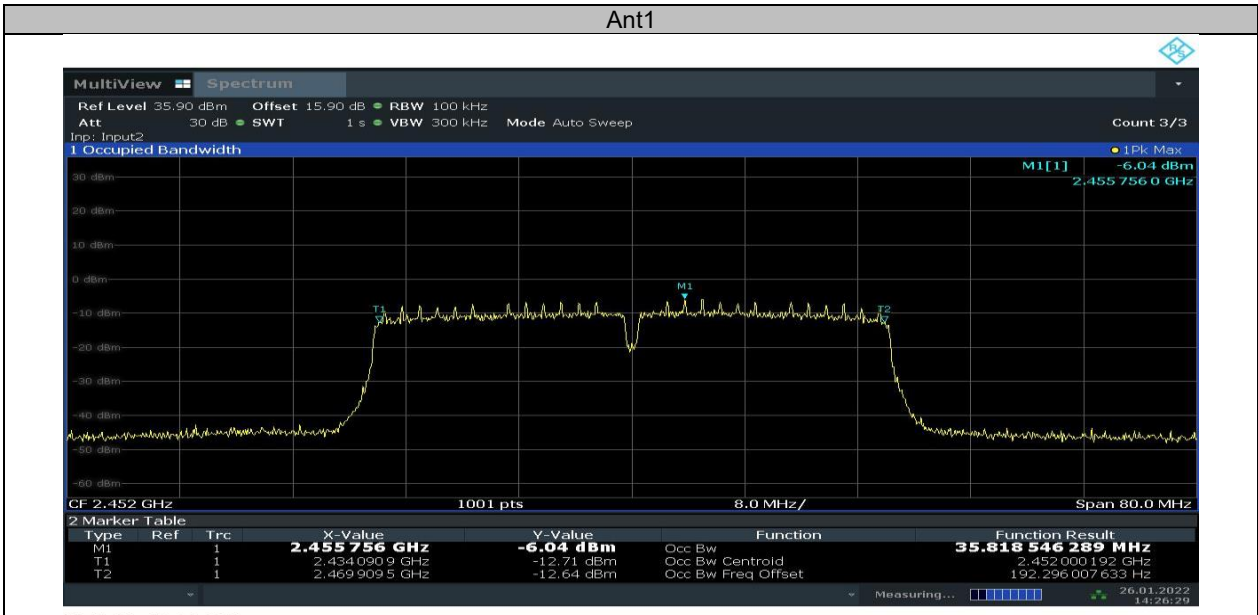 Ant1
R&S
MultiView Spectrum
Ref Level 35.90 dBm Offset 15.90 dB RBW 100 kHz
Att 30 dB SWT 1 s VBW 300 kHz Mode Auto Sweep Count 3/3
Inp: Input2
1 Occupied Bandwidth 1Pk Max
M1[1] -6.04 dBm
2.455 756 0 GHz
30 dBm
20 dBm
10 dBm
0 dBm
M1
T1 T2
-10 dBm
-20 dBm
-30 dBm
-40 dBm
-50 dBm
-60 dBm
CF 2.452 GHz 1001 pts 8.0 MHz/ Span 80.0 MHz
2 Marker Table
Type Ref Trc X-Value Y-Value Function Function Result
M1 1 2.455 756 GHz -6.04 dBm Occ Bw 35.818 546 289 MHz
T1 1 2.434 090 9 GHz -12.71 dBm Occ Bw Centroid 2.452 000 192 GHz
T2 1 2.469 909 5 GHz -12.64 dBm Occ Bw Freq Offset 192.296 007 633 Hz
Measuring... 26.01.2022
14:26:29